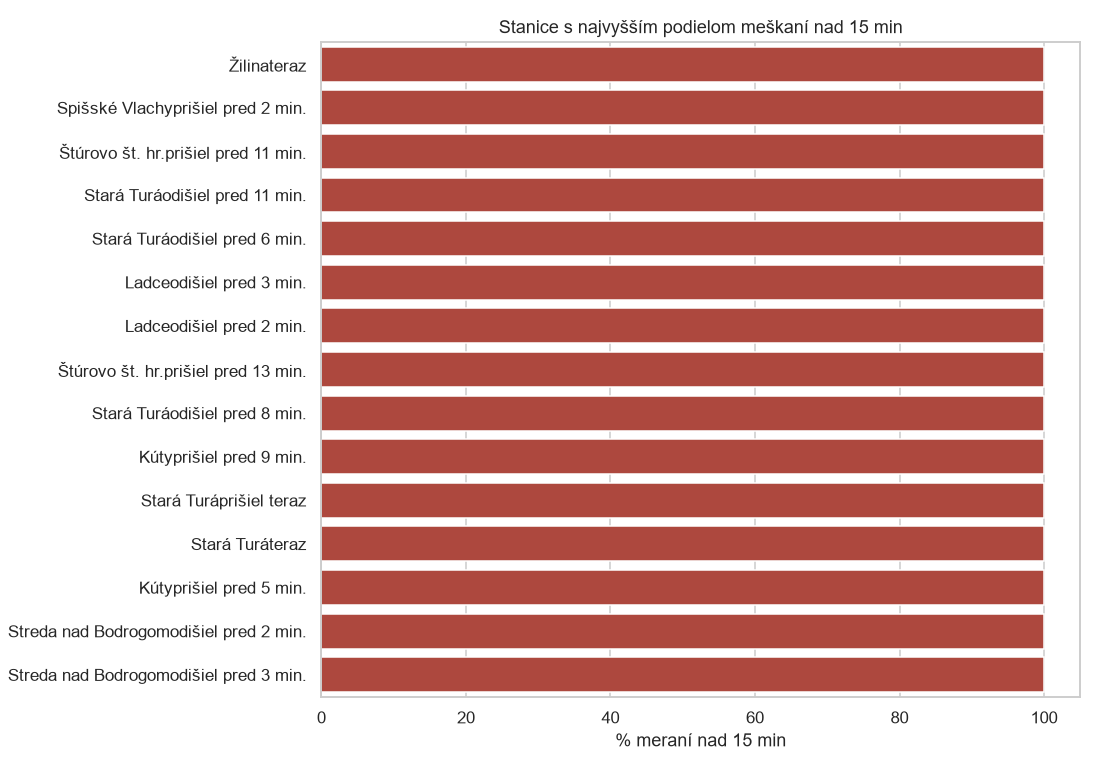 Stanice s najvyšším podielom meškaní nad 15 min
Žilinateraz
Spišské Vlachyprišiel pred 2 min.
Štúrovo št. hr.prišiel pred 11 min.
Stará Turáodišiel pred 11 min.
Stará Turáodišiel pred 6 min.
Ladceodišiel pred 3 min.
Ladceodišiel pred 2 min.
Štúrovo št. hr.prišiel pred 13 min.
Stará Turáodišiel pred 8 min.
Kútyprišiel pred 9 min.
Stará Turáprišiel teraz
Stará Turáteraz
Kútyprišiel pred 5 min.
Streda nad Bodrogomodišiel pred 2 min.
Streda nad Bodrogomodišiel pred 3 min.
0 20 40 60 80 100
% meraní nad 15 min